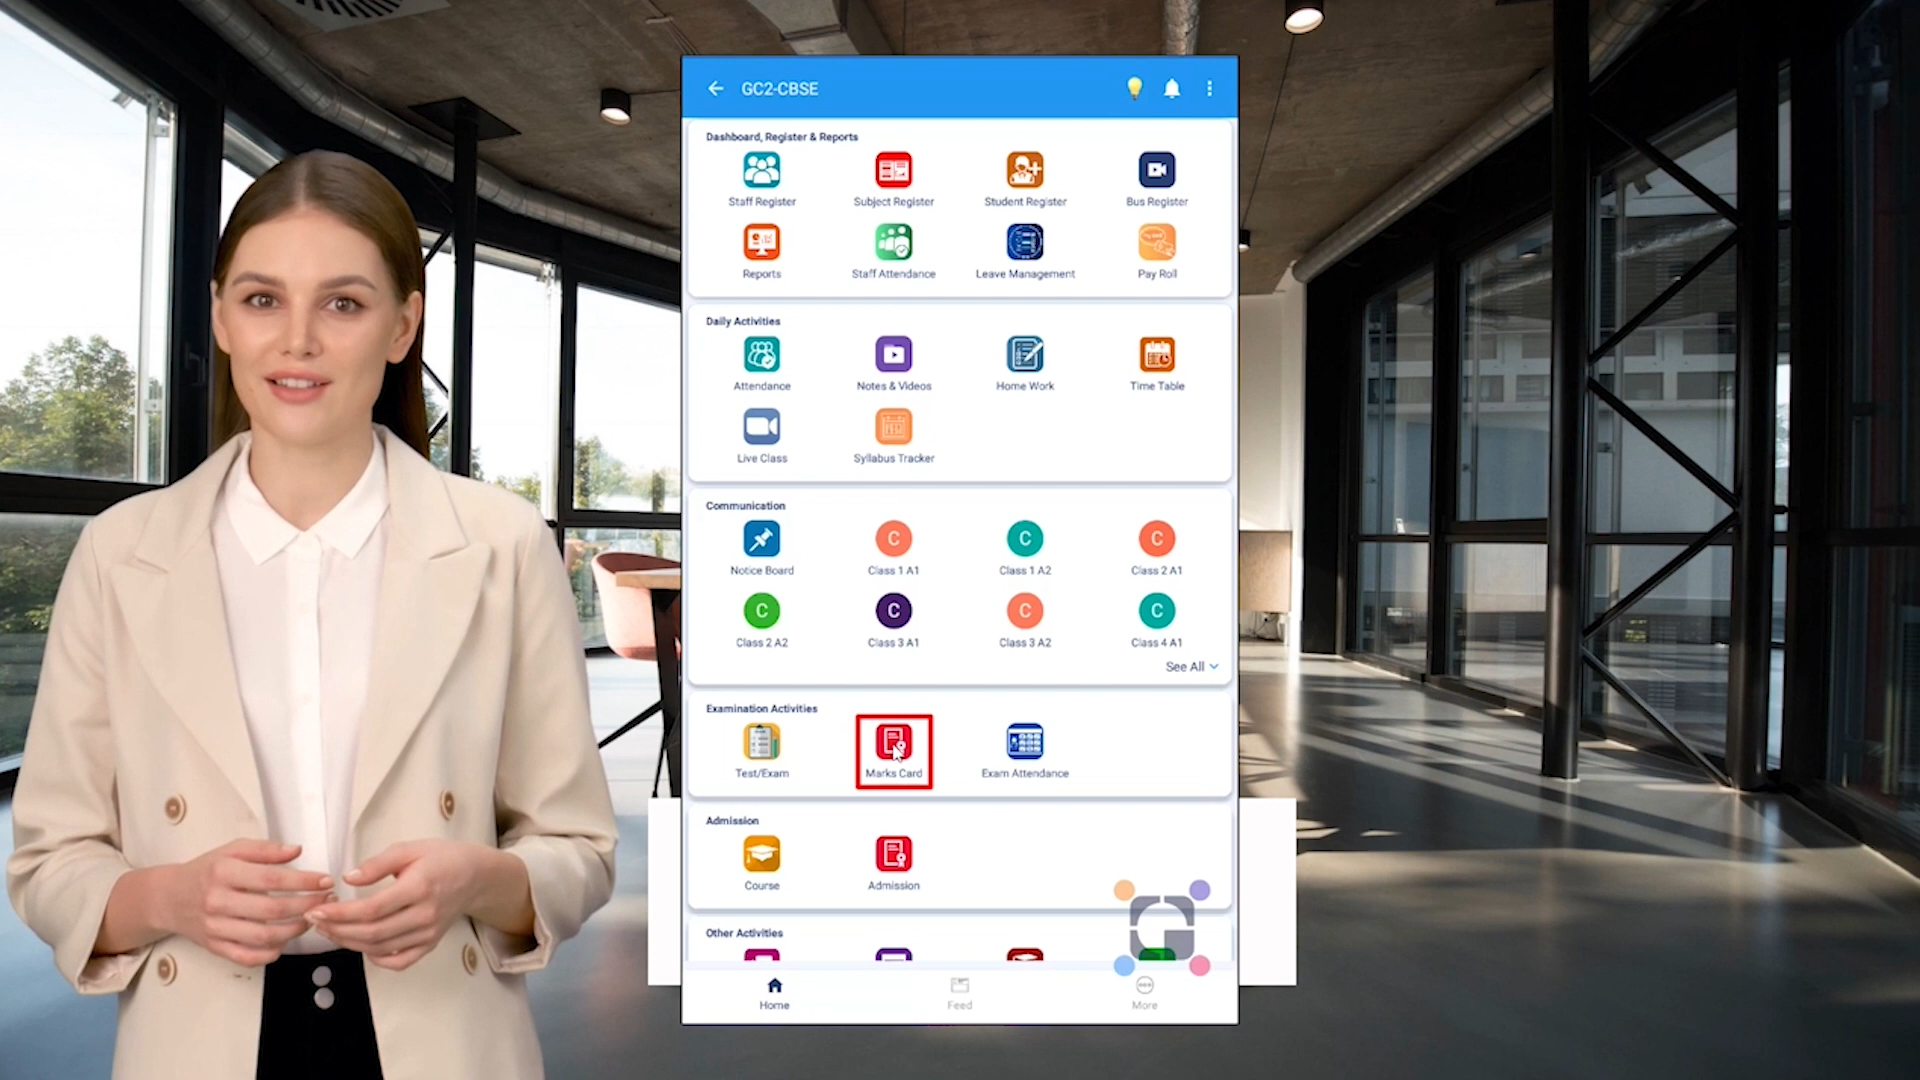 GC2-CBSE
Dashboard, Register & Reports
Staff Register Subject Register Student Register Bus Register
Reports Staff Attendance Leave Management Pay Roll
Daily Activities
Attendance Notes & Videos Home Work Time Table
Live Class Syllabus Tracker
Communication
C C C
Notice Board Class 1 A1 Class 1 A2 Class 2 A1
C C C C
Class 2 A2 Class 3 A1 Class 3 A2 Class 4 A1
See All
Examination Activities
Test/Exam Marks Card Exam Attendance
Admission
Course Admission
Other Activities
Home Feed More